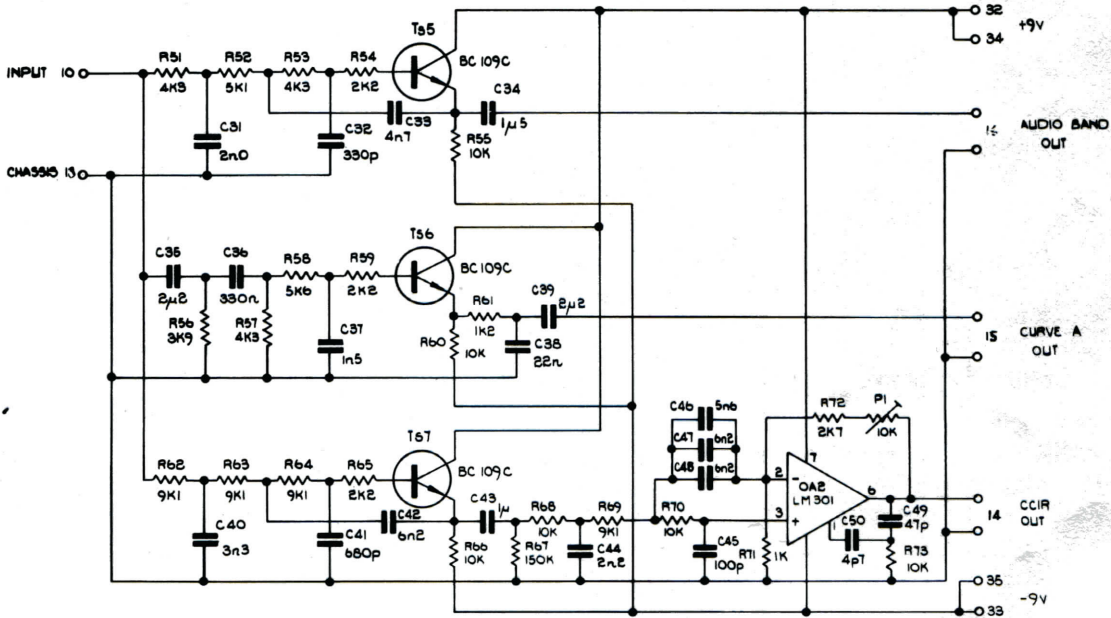 TS5
BC 109C
32
34
+9V
INPUT 10
R51
4K3
R52
5K1
R53
4K3
R54
2K2
C31
2n0
C32
330p
C33
4n7
C34
1µ5
R55
10K
16
AUDIO BAND
OUT
CHASSIS 13
TS6
BC 109C
C35
2µ2
C36
330n
R58
5K6
R59
2K2
R56
3K9
R57
4K3
C37
1n5
R61
1K2
C39
2µ2
R60
10K
C38
22n
15
CURVE A
OUT
TS7
BC 109C
R62
9K1
R63
9K1
R64
9K1
R65
2K2
C40
3n3
C41
680p
C42
6n2
C43
1µ
R66
10K
R67
150K
R68
10K
C44
2n2
R69
9K1
C46
5n6
C47
6n2
C48
6n2
R70
10K
C45
100p
R71
1K
R72
2K7
P1
10K
7
2
-
OA2
LM301
3
+
6
1
C50
4p7
C49
47p
R73
10K
14
CCIR
OUT
35
33
-9V